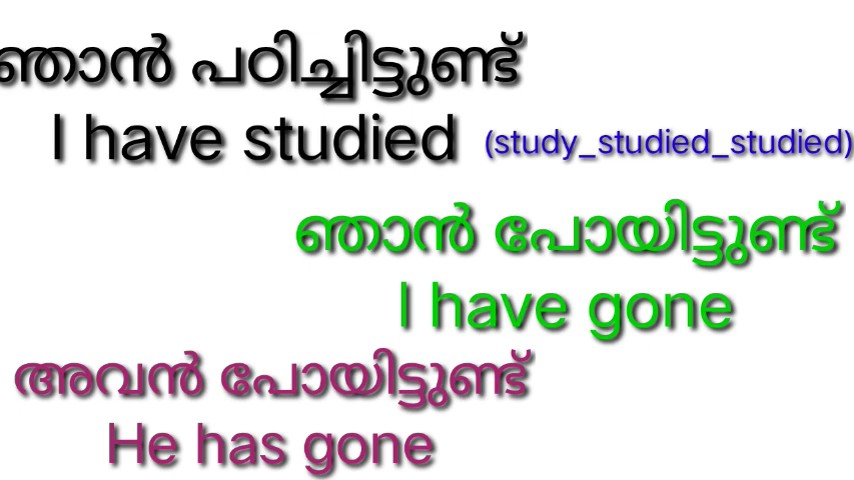 ഞാൻ പഠിച്ചിട്ടുണ്ട്
I have studied (study_studied_studied)
ഞാൻ പോയിട്ടുണ്ട്
I have gone
അവൻ പോയിട്ടുണ്ട്
He has gone